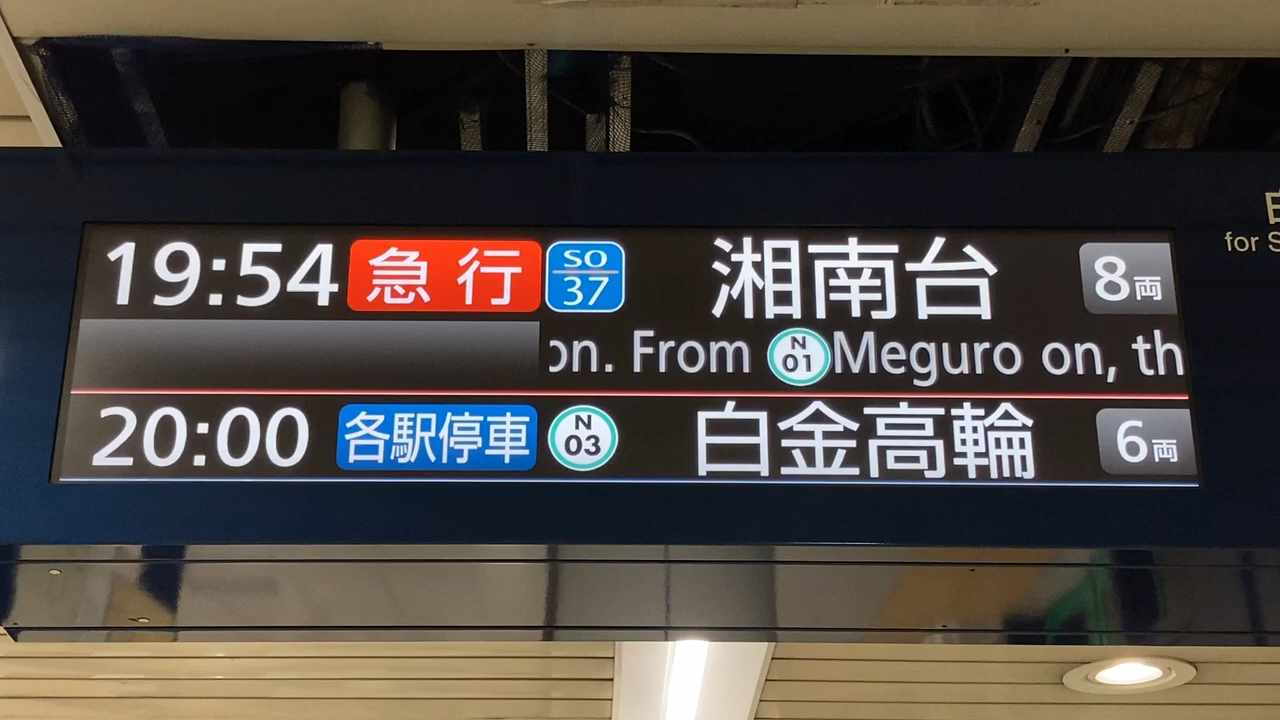 19:54 急行 SO 37 湘南台 8両
on. From N 01 Meguro on, th
20:00 各駅停車 N 03 白金高輪 6両
for S